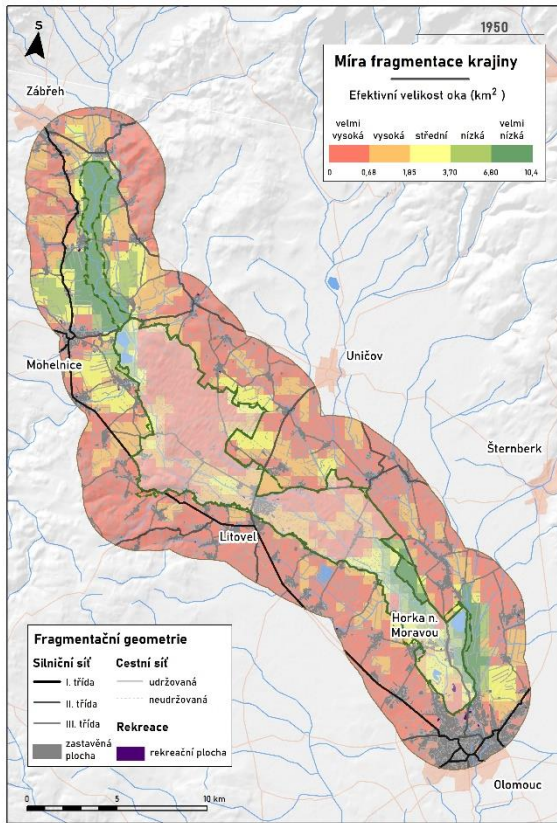 1950
S
Míra fragmentace krajiny
Efektivní velikost oka (km²)
velmi vysoká
vysoká
střední
nízká
velmi nízká
0
0,68
1,85
3,70
6,80
10,4
Zábřeh
Uničov
Mohelnice
Šternberk
Litovel
Horka n.
Moravou
Olomouc
Fragmentační geometrie
Silniční síť
I. třída
II. třída
III. třída
zastavěná
plocha
Cestní síť
udržovaná
neudržovaná
Rekreace
rekreační plocha
0
5
10 km